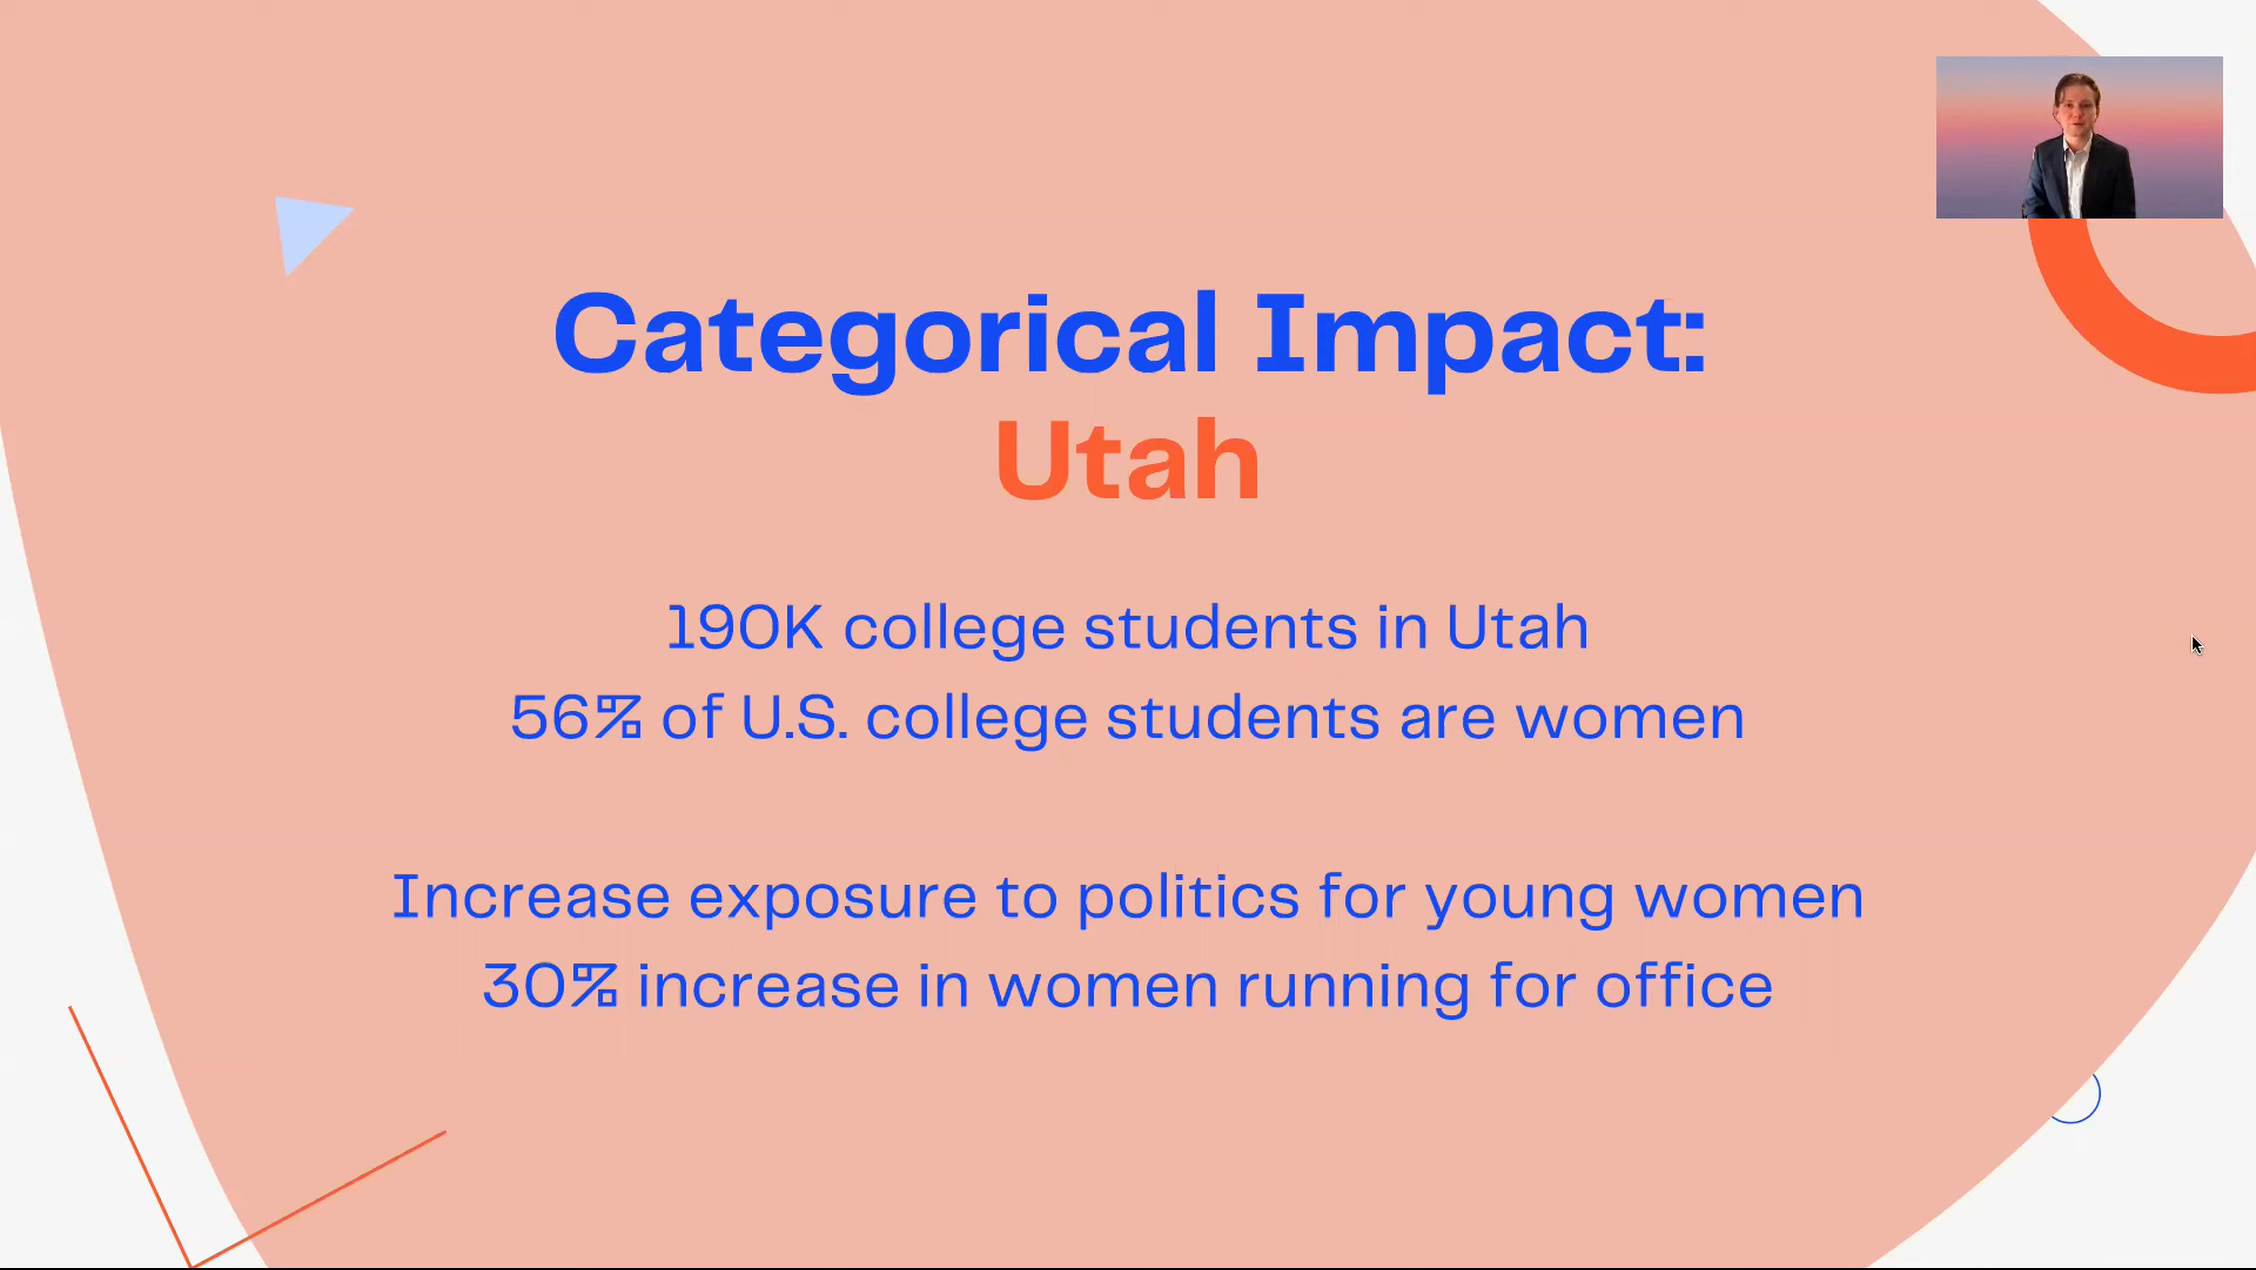 Categorical Impact:
Utah
190K college students in Utah
56% of U.S. college students are women
Increase exposure to politics for young women
30% increase in women running for office